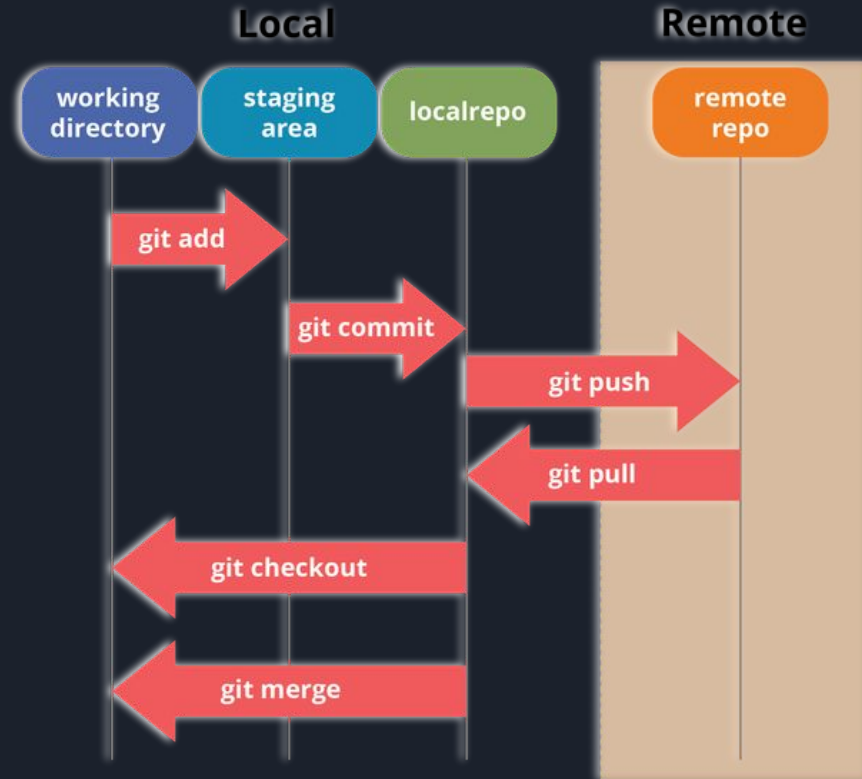 Local
Remote
working
directory
staging
area
localrepo
remote
repo
git add
git commit
git push
git pull
git checkout
git merge